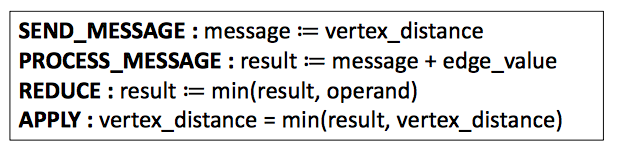 SEND_MESSAGE : message ≔ vertex_distance
PROCESS_MESSAGE : result ≔ message + edge_value
REDUCE : result ≔ min(result, operand)
APPLY : vertex_distance = min(result, vertex_distance)